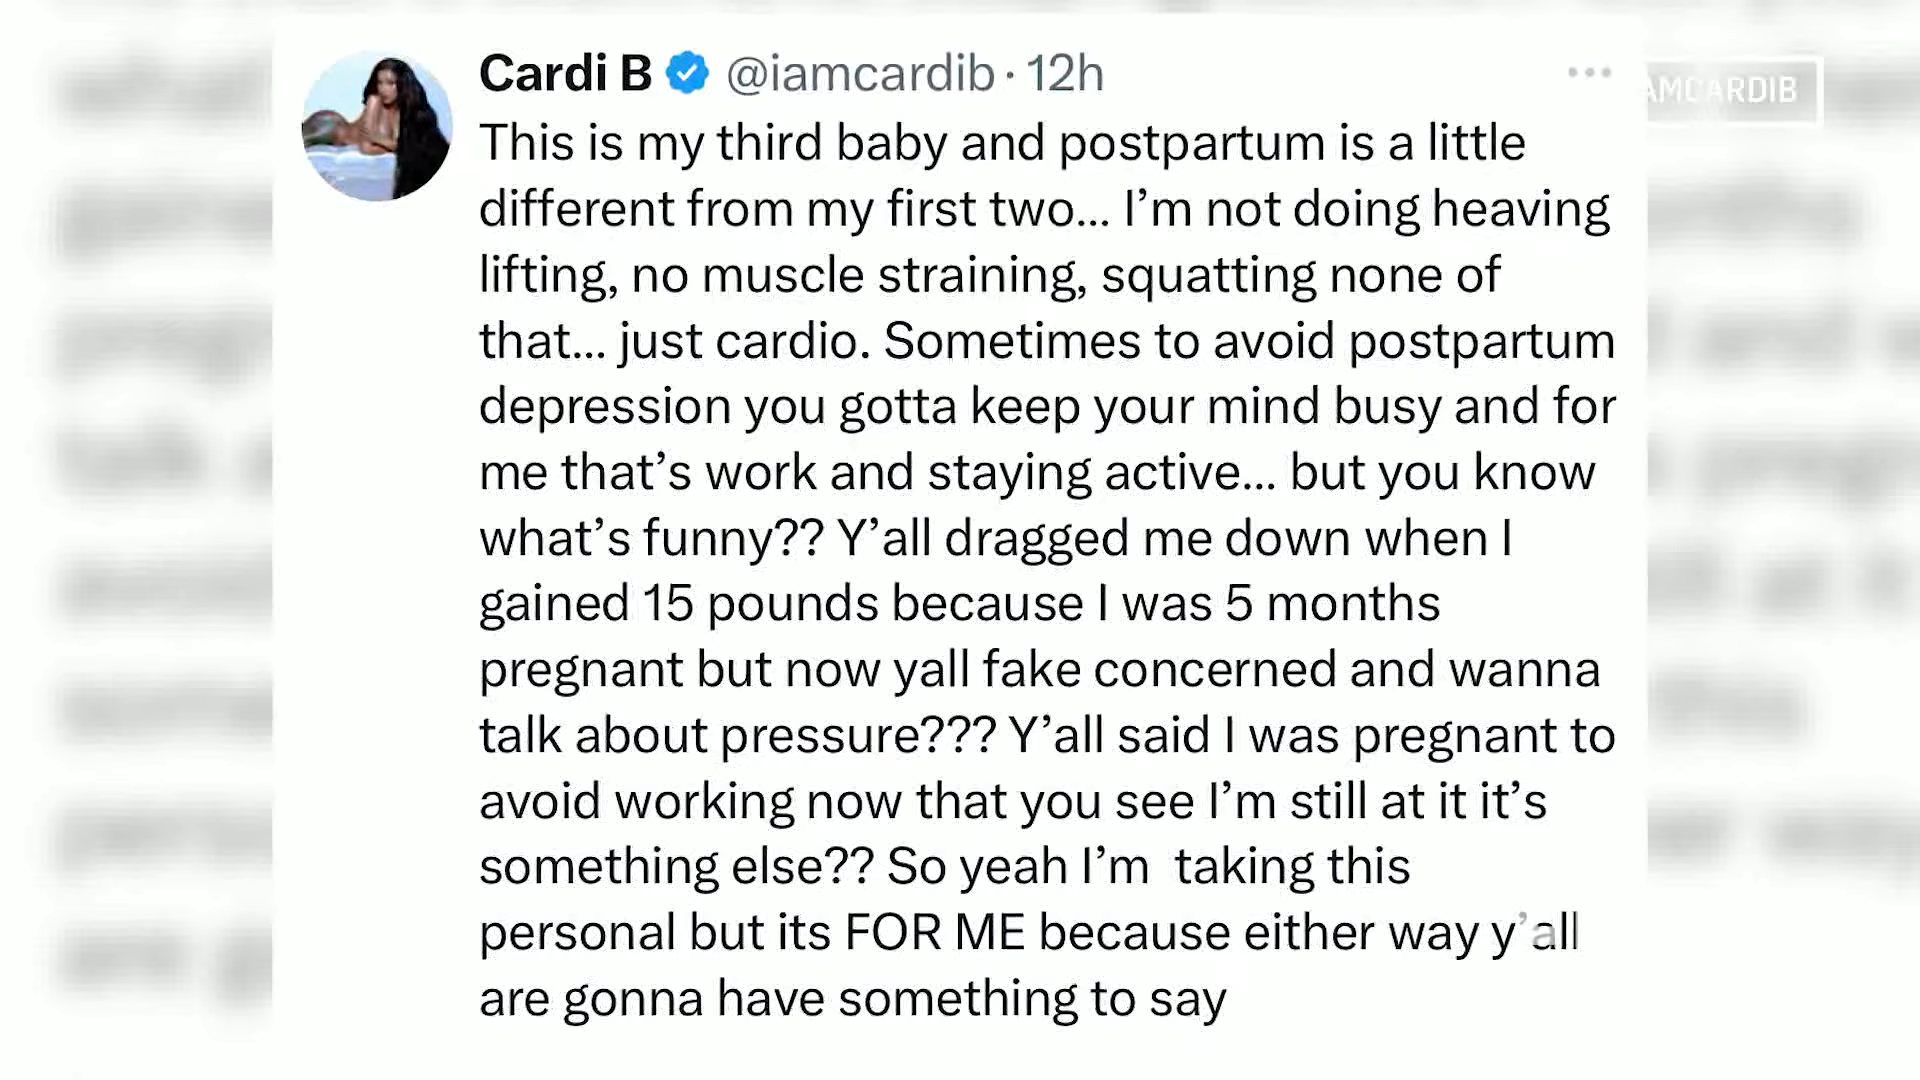 Cardi B @iamcardib · 12h ...
AMCARDIB
This is my third baby and postpartum is a little
different from my first two... I'm not doing heaving
lifting, no muscle straining, squatting none of
that... just cardio. Sometimes to avoid postpartum
depression you gotta keep your mind busy and for
me that's work and staying active... but you know
what's funny?? Y'all dragged me down when I
gained 15 pounds because I was 5 months
pregnant but now yall fake concerned and wanna
talk about pressure??? Y'all said I was pregnant to
avoid working now that you see I'm still at it it's
something else?? So yeah I'm  taking this
personal but its FOR ME because either way y'all
are gonna have something to say